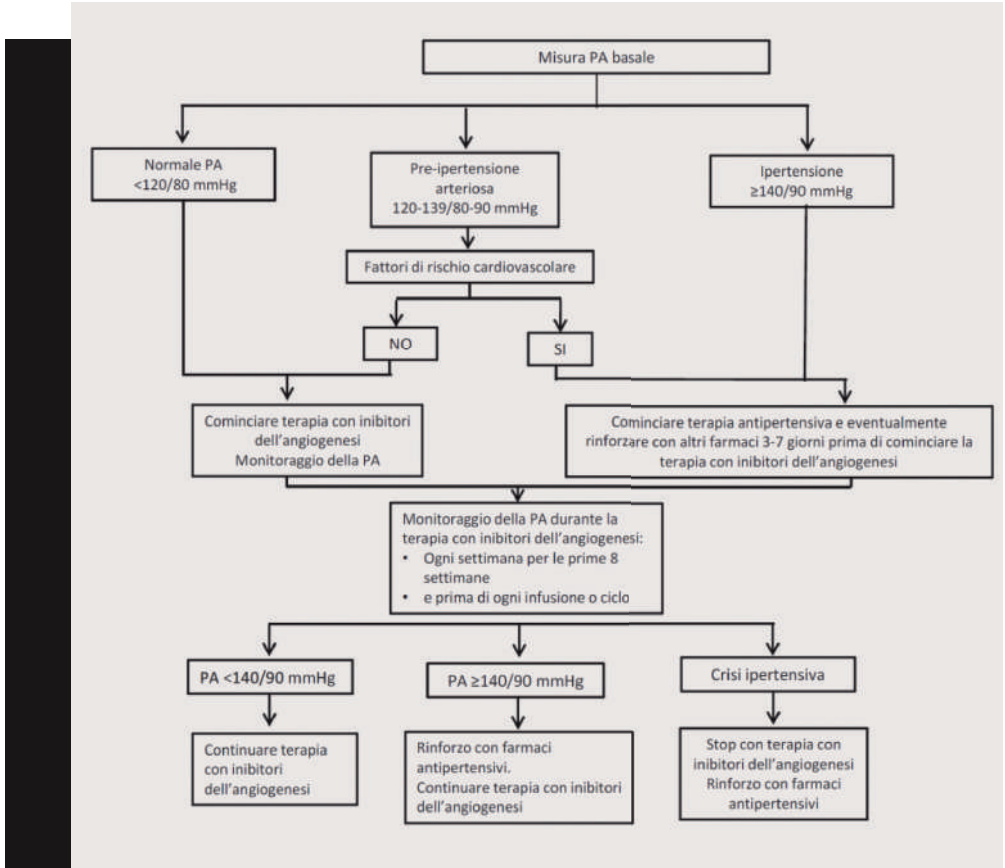 Misura PA basale
Normale PA
<120/80 mmHg
Pre-ipertensione
arteriosa
120-139/80-90 mmHg
Ipertensione
≥140/90 mmHg
Fattori di rischio cardiovascolare
NO
SI
Cominciare terapia con inibitori
dell'angiogenesi
Monitoraggio della PA
Cominciare terapia antipertensiva e eventualmente
rinforzare con altri farmaci 3-7 giorni prima di cominciare la
terapia con inibitori dell'angiogenesi
Monitoraggio della PA durante la
terapia con inibitori dell'angiogenesi:
• Ogni settimana per le prime 8
settimane
• e prima di ogni infusione o ciclo
PA <140/90 mmHg
PA ≥140/90 mmHg
Crisi ipertensiva
Continuare terapia
con inibitori
dell'angiogenesi
Rinforzo con farmaci
antipertensivi.
Continuare terapia con inibitori
dell'angiogenesi
Stop con terapia con
inibitori dell'angiogenesi
Rinforzo con farmaci
antipertensivi